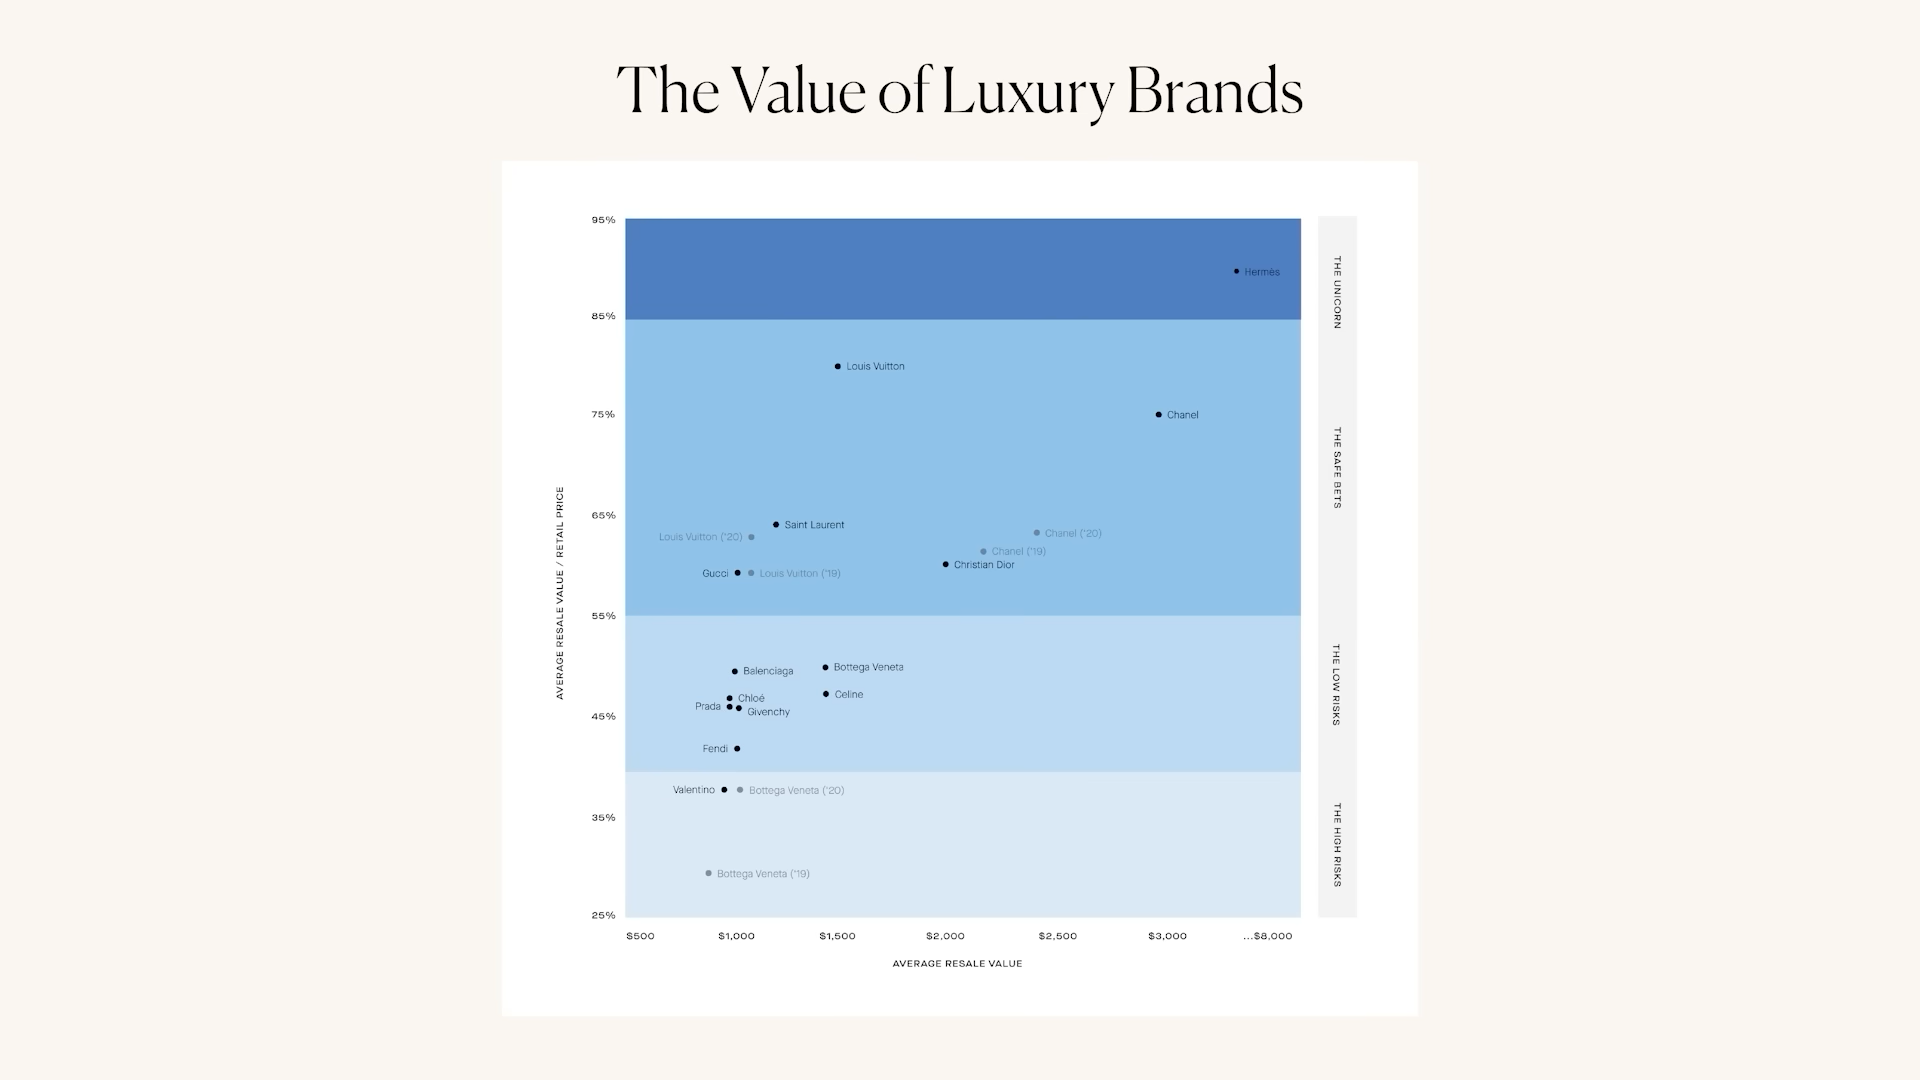 The Value of Luxury Brands
95%
THE UNICORN
Hermès
85%
Louis Vuitton
75%
Chanel
THE SAFE BETS
AVERAGE RESALE VALUE / RETAIL PRICE
65%
Saint Laurent
Louis Vuitton ('20)
Chanel ('20)
Chanel ('19)
Christian Dior
Gucci
Louis Vuitton ('19)
55%
THE LOW RISKS
Balenciaga
Bottega Veneta
Chloé
Celine
Prada
Givenchy
45%
Fendi
Valentino
Bottega Veneta ('20)
THE HIGH RISKS
35%
Bottega Veneta ('19)
25%
$500
$1,000
$1,500
$2,000
$2,500
$3,000
...$8,000
AVERAGE RESALE VALUE